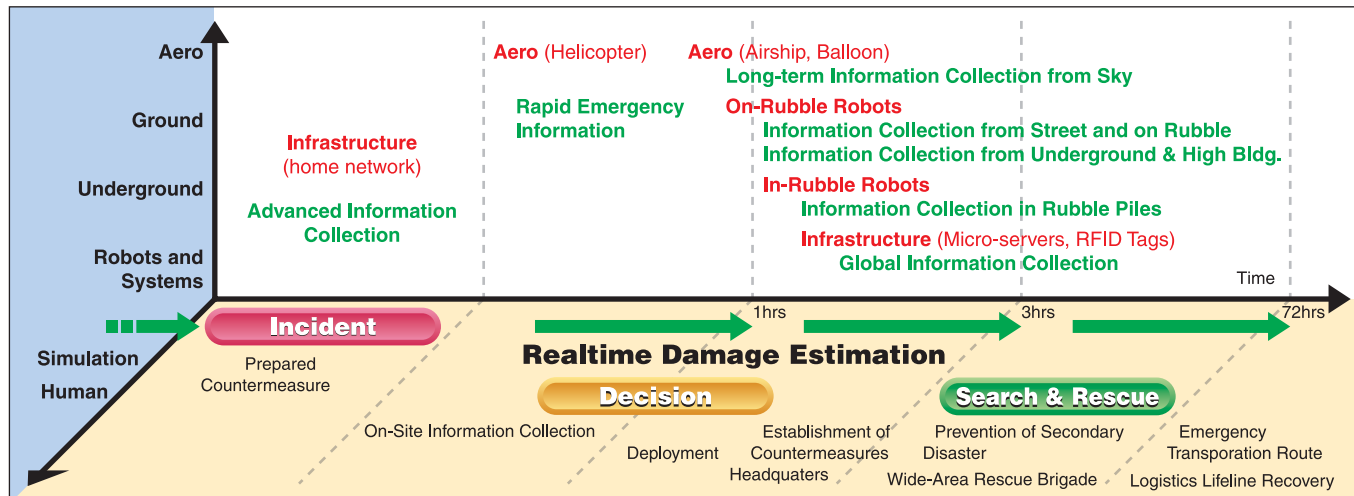 Aero
Ground
Underground
Robots and
Systems
Simulation
Human
Aero (Helicopter)
Rapid Emergency
Information
Aero (Airship, Balloon)
Long-term Information Collection from Sky
On-Rubble Robots
Information Collection from Street and on Rubble
Information Collection from Underground & High Bldg.
In-Rubble Robots
Information Collection in Rubble Piles
Infrastructure (Micro-servers, RFID Tags)
Global Information Collection
Infrastructure
(home network)
Advanced Information
Collection
Time
1hrs
3hrs
72hrs
Incident
Prepared
Countermeasure
Realtime Damage Estimation
Decision
Search & Rescue
On-Site Information Collection
Deployment
Establishment of
Countermeasures
Headquaters
Prevention of Secondary
Disaster
Wide-Area Rescue Brigade
Emergency
Transporation Route
Logistics Lifeline Recovery